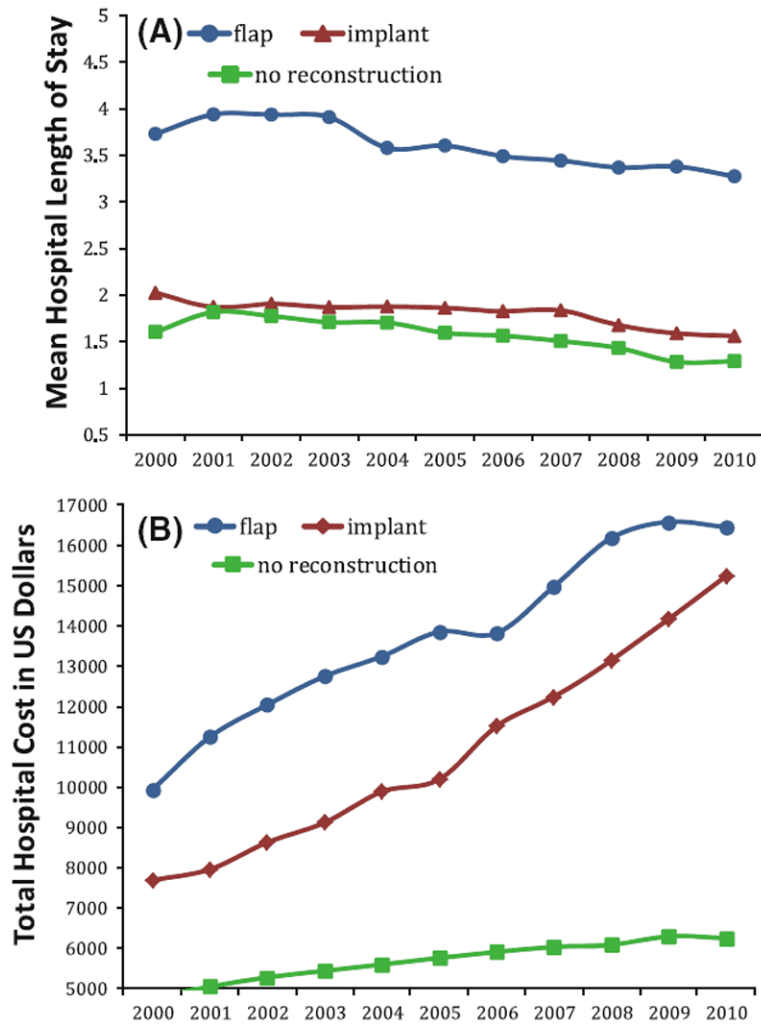 (A) flap implant
no reconstruction
Mean Hospital Length of Stay
5
4.5
4
3.5
3
2.5
2
1.5
1
0.5
2000 2001 2002 2003 2004 2005 2006 2007 2008 2009 2010
(B) flap implant
no reconstruction
Total Hospital Cost in US Dollars
17000
16000
15000
14000
13000
12000
11000
10000
9000
8000
7000
6000
5000
2000 2001 2002 2003 2004 2005 2006 2007 2008 2009 2010